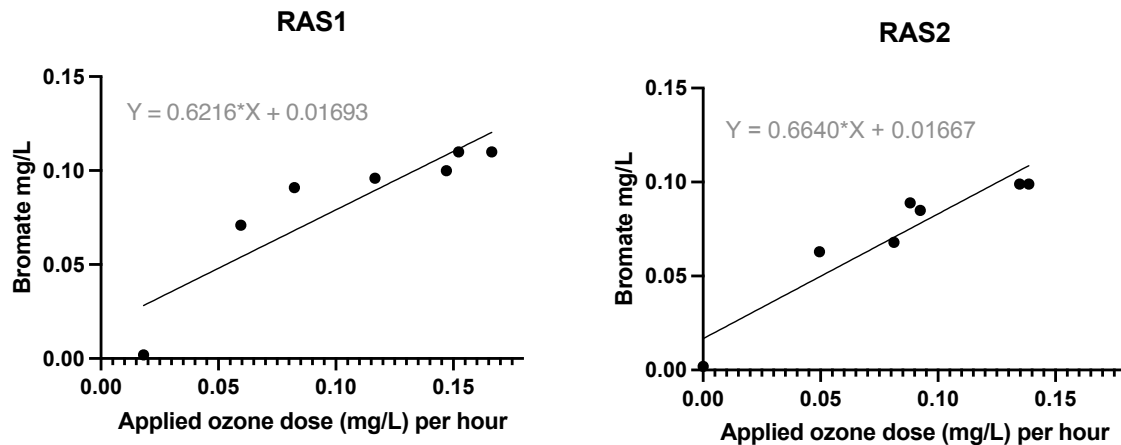 RAS1
0.15
Y = 0.6216*X + 0.01693
0.10
Bromate mg/L
0.05
0.00
0.00 0.05 0.10 0.15
Applied ozone dose (mg/L) per hour
RAS2
0.15
Y = 0.6640*X + 0.01667
0.10
Bromate mg/L
0.05
0.00
0.00 0.05 0.10 0.15
Applied ozone dose (mg/L) per hour